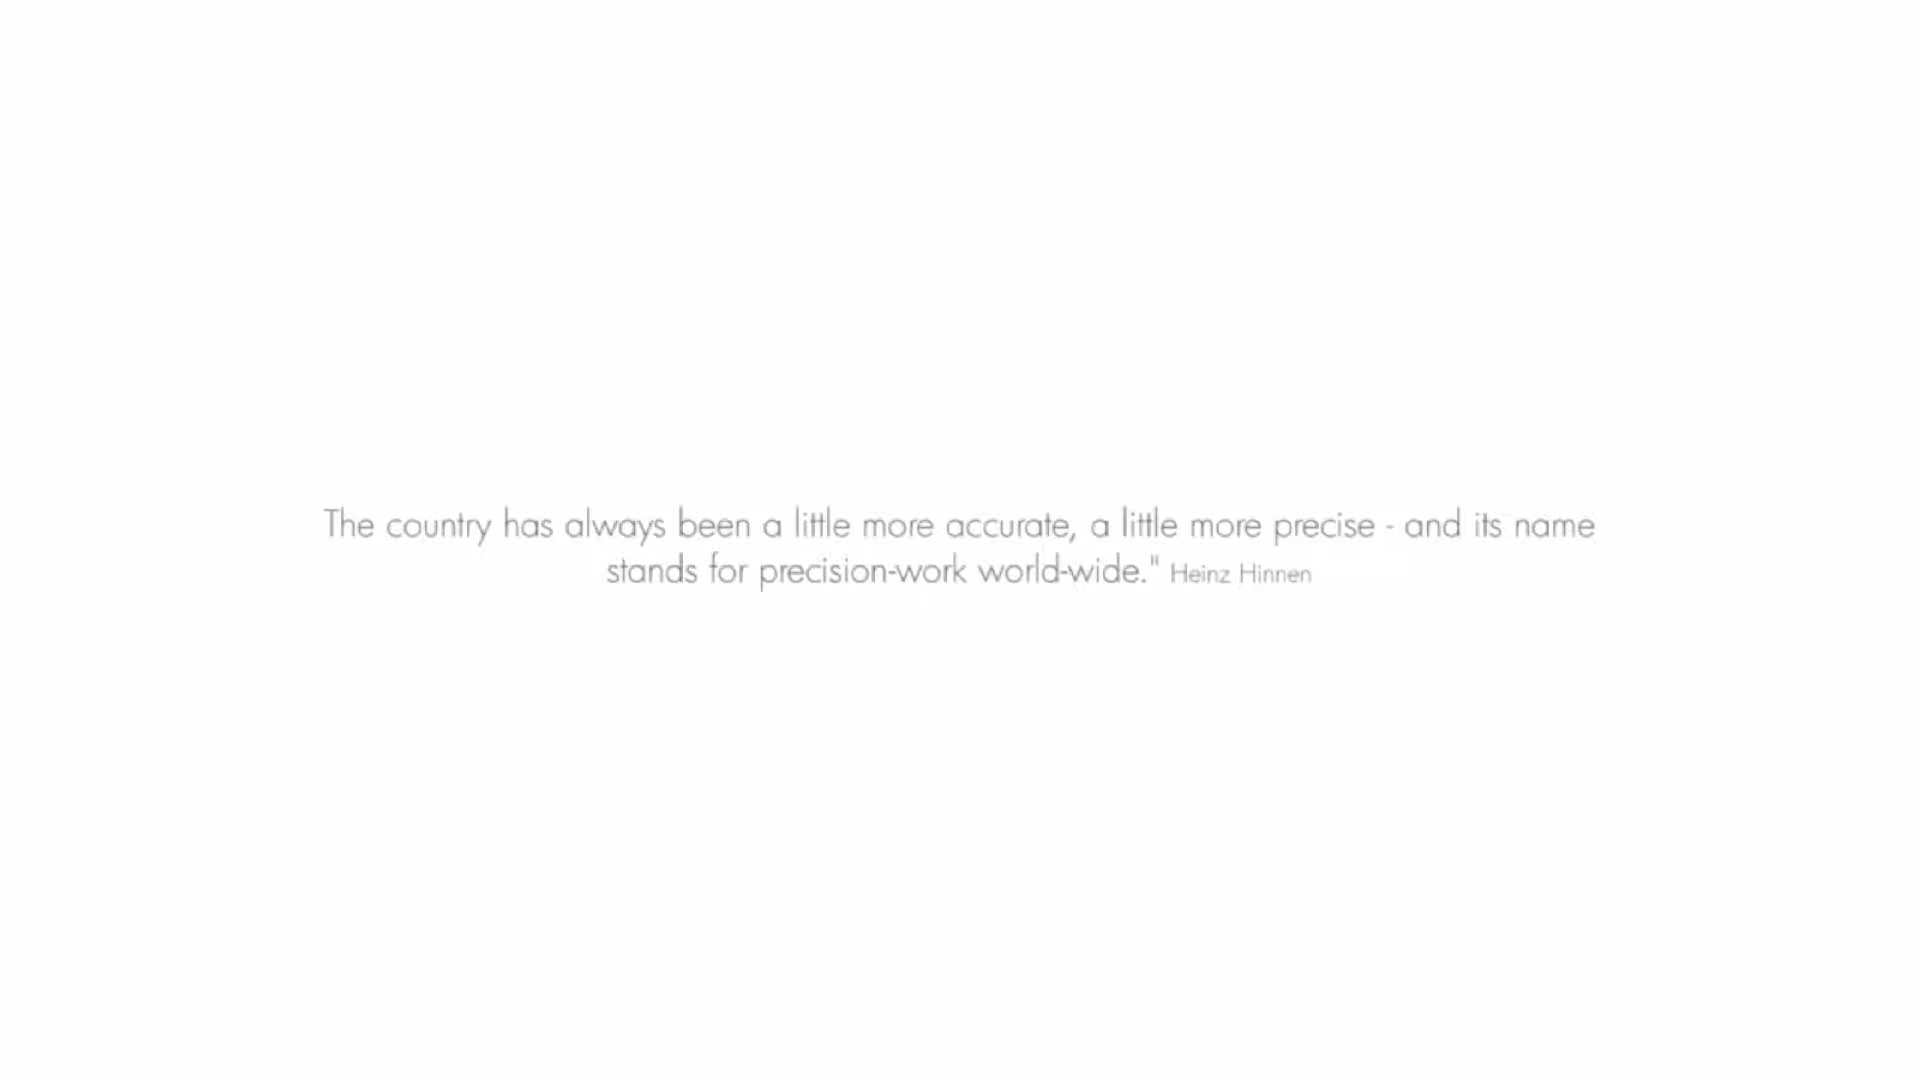 The country has always been a little more accurate, a little more precise - and its name
stands for precision-work world-wide." Heinz Hinnen